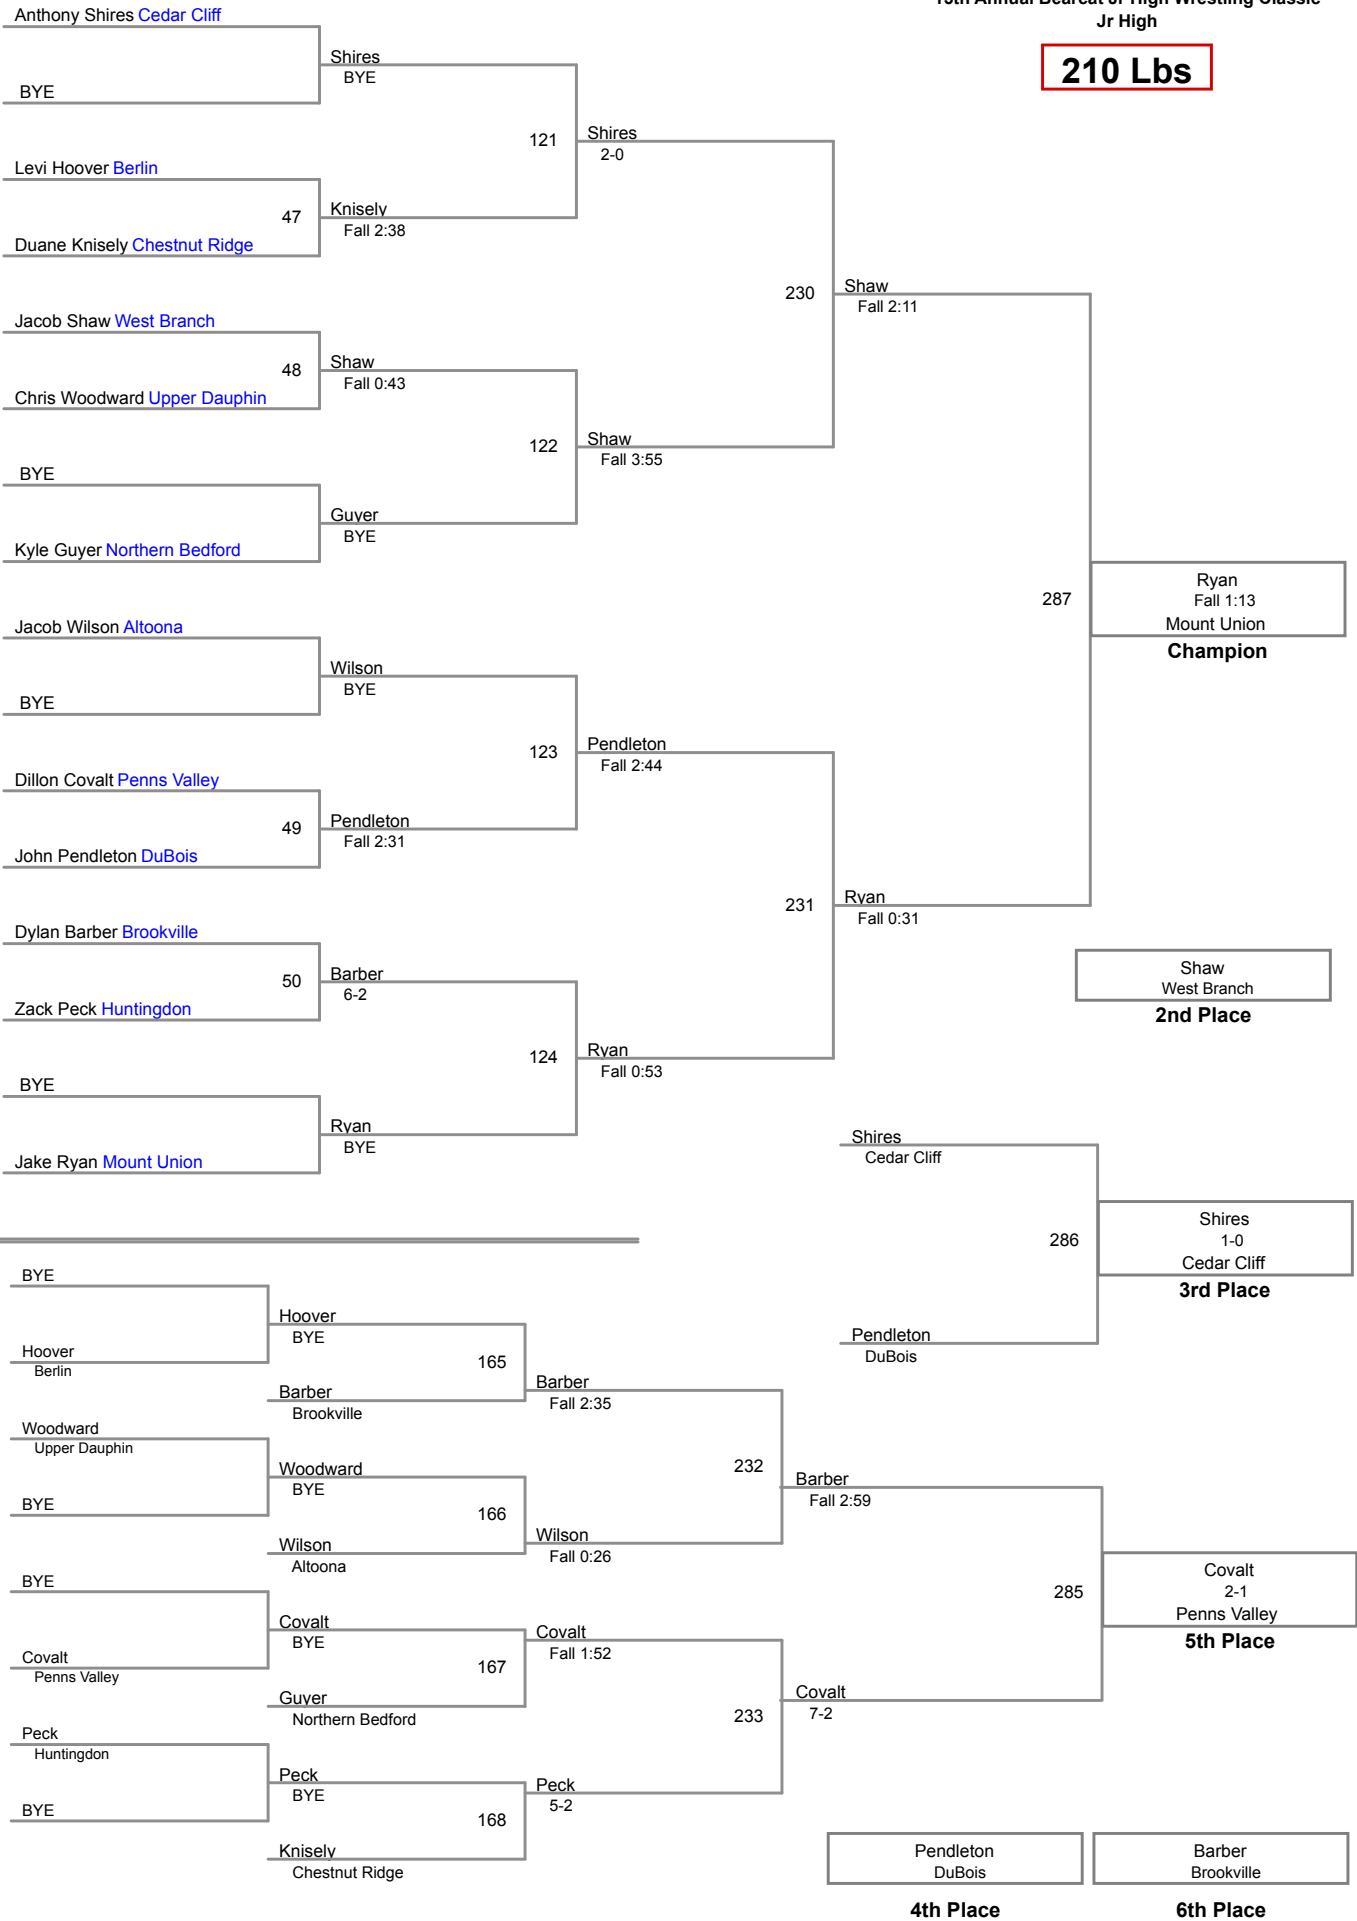 15th Annual Bearcat Jr High Wrestling Classic
Jr High
210 Lbs
Anthony Shires Cedar Cliff
BYE
Shires
BYE
121
Shires
2-0
Levi Hoover Berlin
47
Knisely
Fall 2:38
Duane Knisely Chestnut Ridge
230
Shaw
Fall 2:11
Jacob Shaw West Branch
48
Shaw
Fall 0:43
Chris Woodward Upper Dauphin
122
Shaw
Fall 3:55
BYE
Guyer
BYE
Kyle Guyer Northern Bedford
287
Ryan
Fall 1:13
Mount Union
Champion
Jacob Wilson Altoona
Wilson
BYE
BYE
123
Pendleton
Fall 2:44
Dillon Covalt Penns Valley
49
Pendleton
Fall 2:31
John Pendleton DuBois
231
Ryan
Fall 0:31
Dylan Barber Brookville
50
Barber
6-2
Zack Peck Huntingdon
Shaw
West Branch
2nd Place
124
Ryan
Fall 0:53
BYE
Ryan
BYE
Jake Ryan Mount Union
Shires
Cedar Cliff
286
Shires
1-0
Cedar Cliff
3rd Place
Pendleton
DuBois
BYE
Hoover
BYE
Hoover
Berlin
165
Barber
Brookville
Barber
Fall 2:35
Woodward
Upper Dauphin
Woodward
BYE
BYE
166
Wilson
Altoona
Wilson
Fall 0:26
232
Barber
Fall 2:59
BYE
Covalt
BYE
Covalt
Penns Valley
167
Guyer
Northern Bedford
Covalt
Fall 1:52
285
Covalt
2-1
Penns Valley
5th Place
Peck
Huntingdon
Peck
BYE
BYE
168
Knisely
Chestnut Ridge
Peck
5-2
233
Covalt
7-2
Pendleton
DuBois
4th Place
Barber
Brookville
6th Place